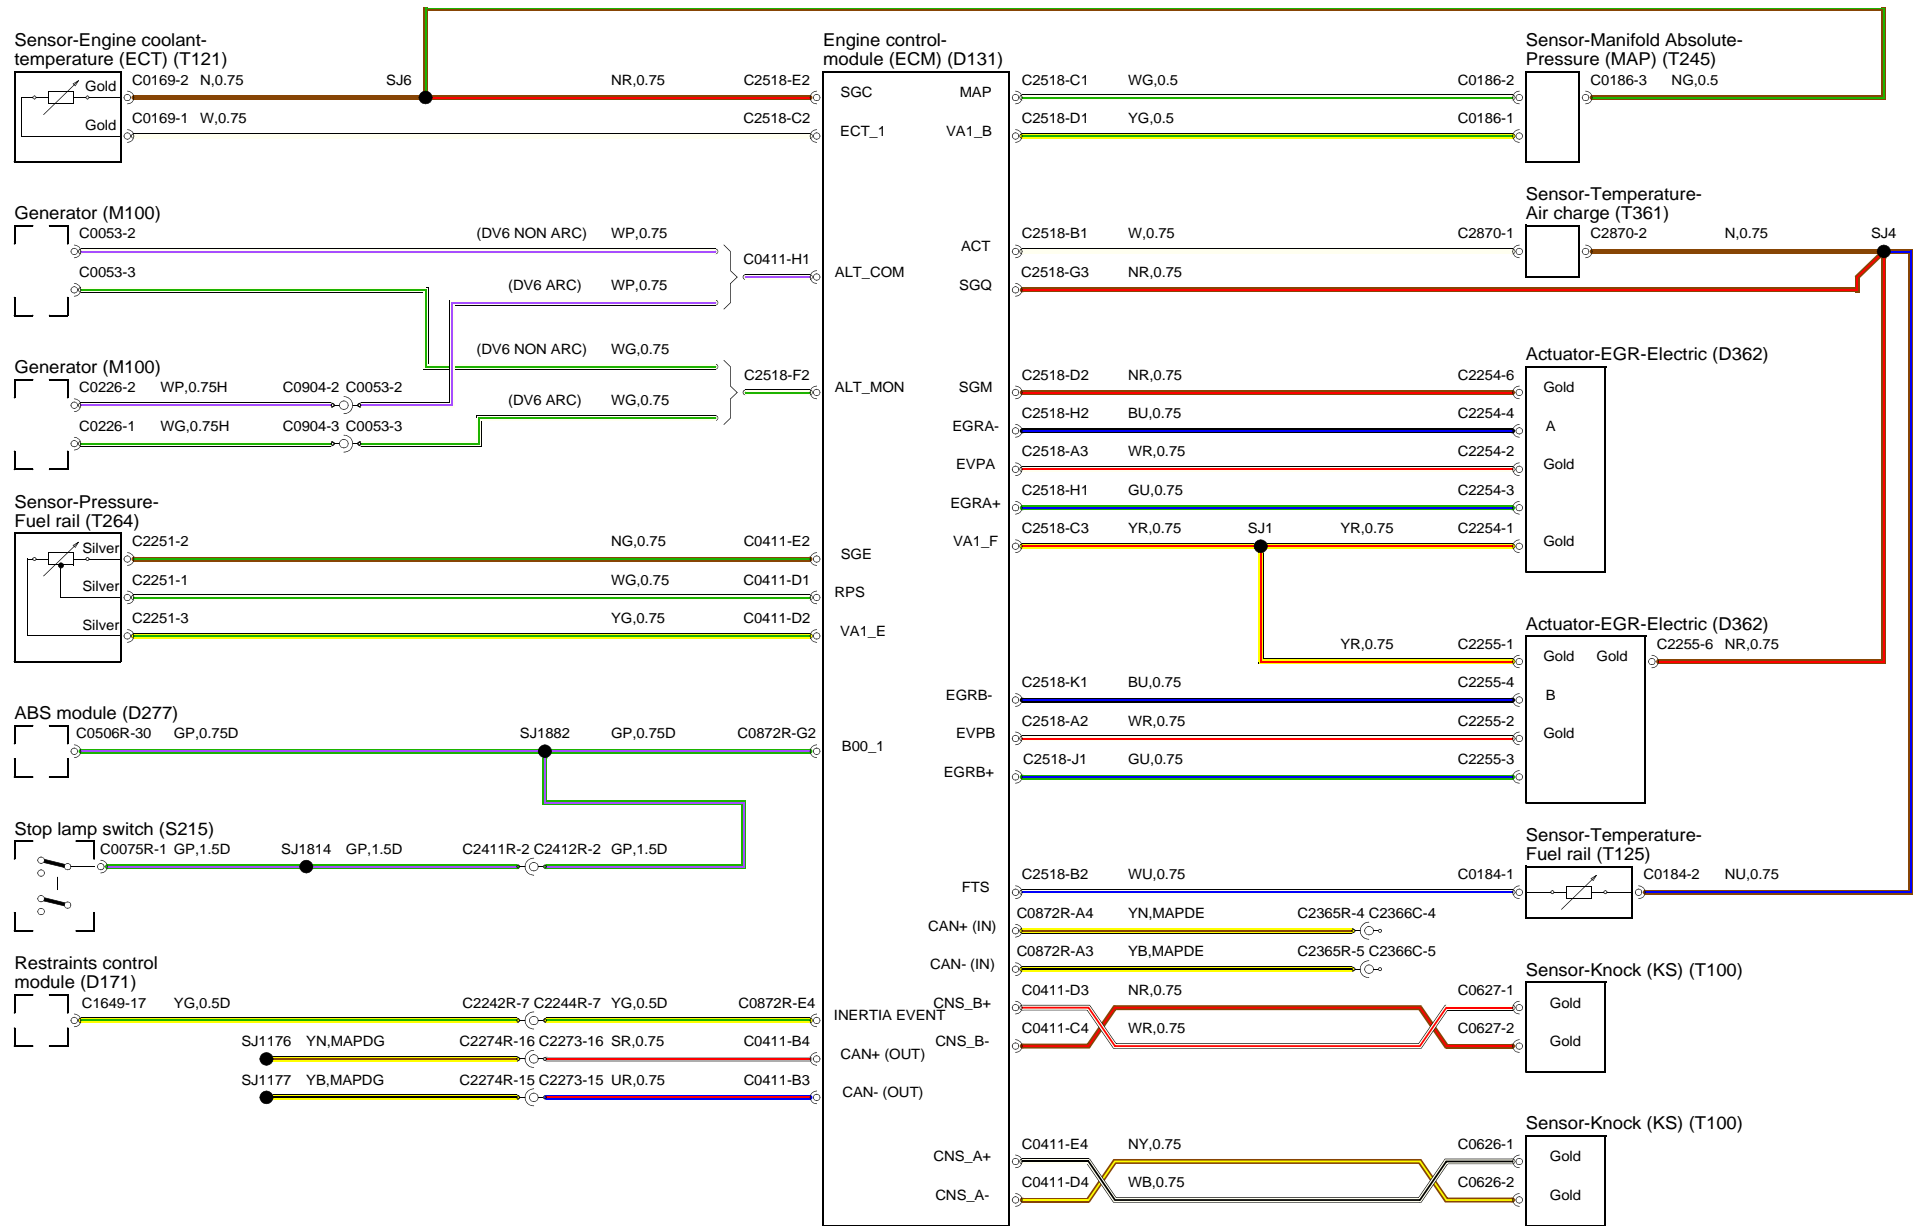 Sensor-Engine coolant-
temperature (ECT) (T121)
Gold
C0169-2 N,0.75
SJ6
NR,0.75
C2518-E2
SGC
Gold
C0169-1 W,0.75
C2518-C2
ECT_1
Engine control-
module (ECM) (D131)
MAP
C2518-C1
WG,0.5
C0186-2
VA1_B
C2518-D1
YG,0.5
C0186-1
Sensor-Manifold Absolute-
Pressure (MAP) (T245)
C0186-3 NG,0.5
Generator (M100)
C0053-2
(DV6 NON ARC) WP,0.75
C0053-3
(DV6 ARC) WP,0.75
C0411-H1
ALT_COM
(DV6 NON ARC) WG,0.75
(DV6 ARC) WG,0.75
C2518-F2
ALT_MON
Generator (M100)
C0226-2 WP,0.75H C0904-2 C0053-2
C0226-1 WG,0.75H C0904-3 C0053-3
Sensor-Temperature-
Air charge (T361)
ACT
C2518-B1
W,0.75
C2870-1
C2870-2
N,0.75
SJ4
SGQ
C2518-G3
NR,0.75
Actuator-EGR-Electric (D362)
SGM
C2518-D2
NR,0.75
C2254-6
Gold
EGRA-
C2518-H2
BU,0.75
C2254-4
A
EVPA
C2518-A3
WR,0.75
C2254-2
Gold
EGRA+
C2518-H1
GU,0.75
C2254-3
VA1_F
C2518-C3
YR,0.75
SJ1
YR,0.75
C2254-1
Gold
Sensor-Pressure-
Fuel rail (T264)
Silver
C2251-2
NG,0.75
C0411-E2
SGE
Silver
C2251-1
WG,0.75
C0411-D1
RPS
Silver
C2251-3
YG,0.75
C0411-D2
VA1_E
Actuator-EGR-Electric (D362)
YR,0.75
C2255-1
Gold Gold
C2255-6 NR,0.75
EGRB-
C2518-K1
BU,0.75
C2255-4
B
EVPB
C2518-A2
WR,0.75
C2255-2
Gold
EGRB+
C2518-J1
GU,0.75
C2255-3
ABS module (D277)
C0506R-30 GP,0.75D
SJ1882
GP,0.75D
C0872R-G2
B00_1
Stop lamp switch (S215)
C0075R-1 GP,1.5D
SJ1814 GP,1.5D
C2411R-2 C2412R-2 GP,1.5D
Sensor-Temperature-
Fuel rail (T125)
FTS
C2518-B2
WU,0.75
C0184-1
C0184-2
NU,0.75
CAN+ (IN)
C0872R-A4
YN,MAPDE
C2365R-4 C2366C-4
CAN- (IN)
C0872R-A3
YB,MAPDE
C2365R-5 C2366C-5
Restraints control
module (D171)
C1649-17 YG,0.5D
C2242R-7 C2244R-7 YG,0.5D
C0872R-E4
INERTIA EVENT
SJ1176 YN,MAPDG
C2274R-16 C2273-16 SR,0.75
C0411-B4
CAN+ (OUT)
SJ1177 YB,MAPDG
C2274R-15 C2273-15 UR,0.75
C0411-B3
CAN- (OUT)
Sensor-Knock (KS) (T100)
CNS_B+
C0411-D3
NR,0.75
C0627-1
Gold
CNS_B-
C0411-C4
WR,0.75
C0627-2
Gold
Sensor-Knock (KS) (T100)
CNS_A+
C0411-E4
NY,0.75
C0626-1
Gold
CNS_A-
C0411-D4
WB,0.75
C0626-2
Gold